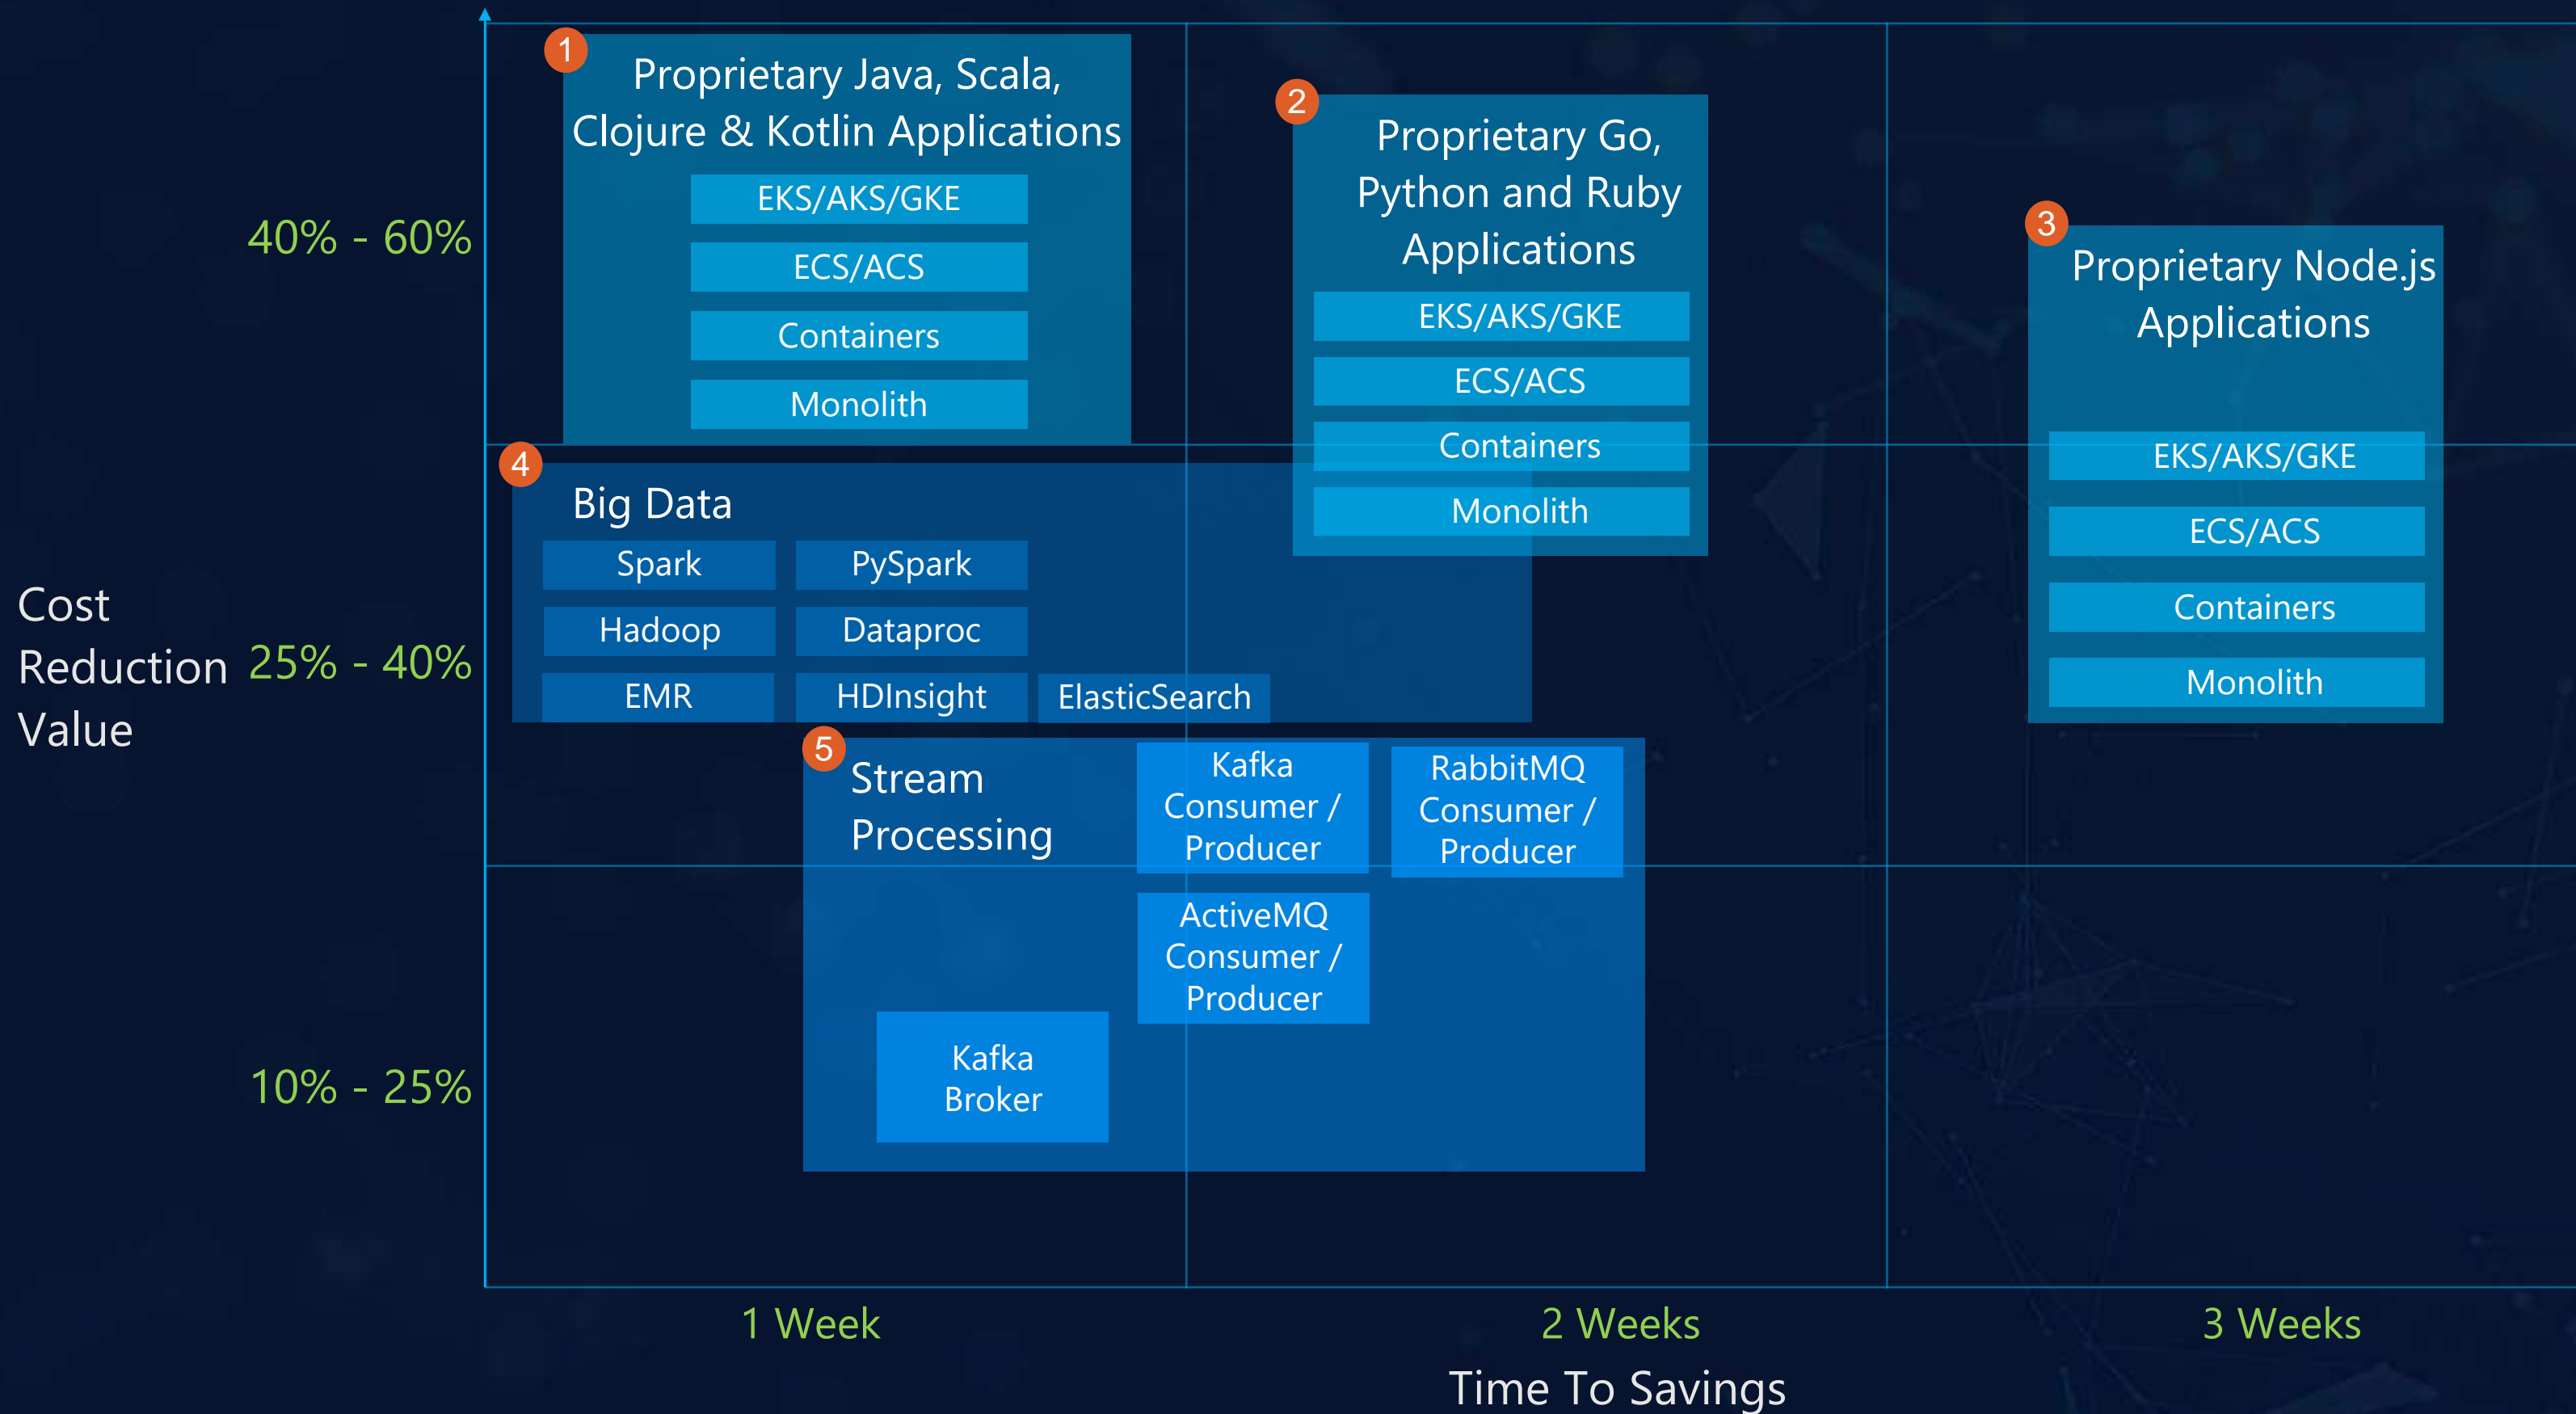 1
Proprietary Java, Scala,
Clojure & Kotlin Applications
EKS/AKS/GKE
ECS/ACS
Containers
Monolith
2
Proprietary Go,
Python and Ruby
Applications
EKS/AKS/GKE
ECS/ACS
Containers
Monolith
3
Proprietary Node.js
Applications
EKS/AKS/GKE
ECS/ACS
Containers
Monolith
4
Big Data
Spark
PySpark
Hadoop
Dataproc
EMR
HDInsight
ElasticSearch
5
Stream
Processing
Kafka
Consumer /
Producer
RabbitMQ
Consumer /
Producer
ActiveMQ
Consumer /
Producer
Kafka
Broker
Cost
Reduction
Value
40% - 60%
25% - 40%
10% - 25%
1 Week
2 Weeks
3 Weeks
Time To Savings